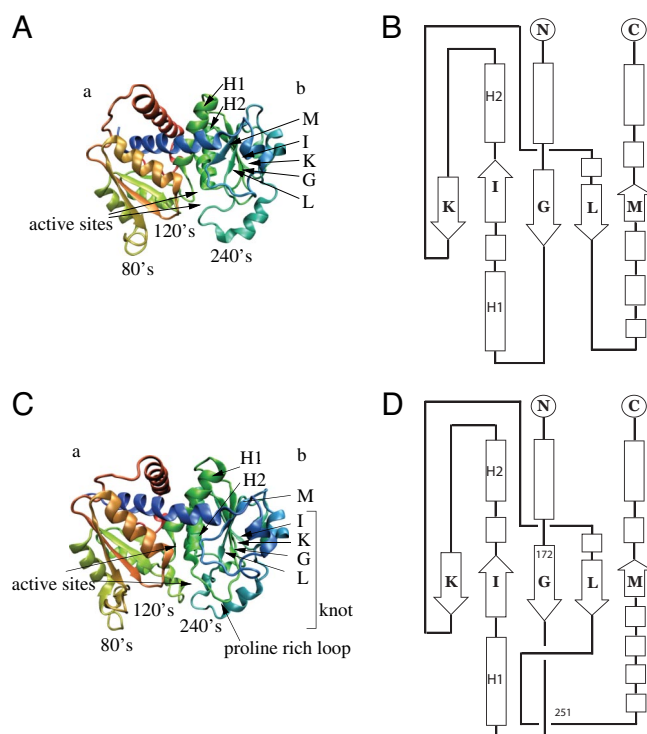 A
a
H1
H2
b
M
I
K
G
L
active sites
120's
240's
80's
B
N
C
H2
K
I
G
L
M
H1
C
a
b
H1
H2
M
I
K
G
L
active sites
120's
240's
80's
knot
proline rich loop
D
N
C
H2
172
K
I
G
L
M
H1
251